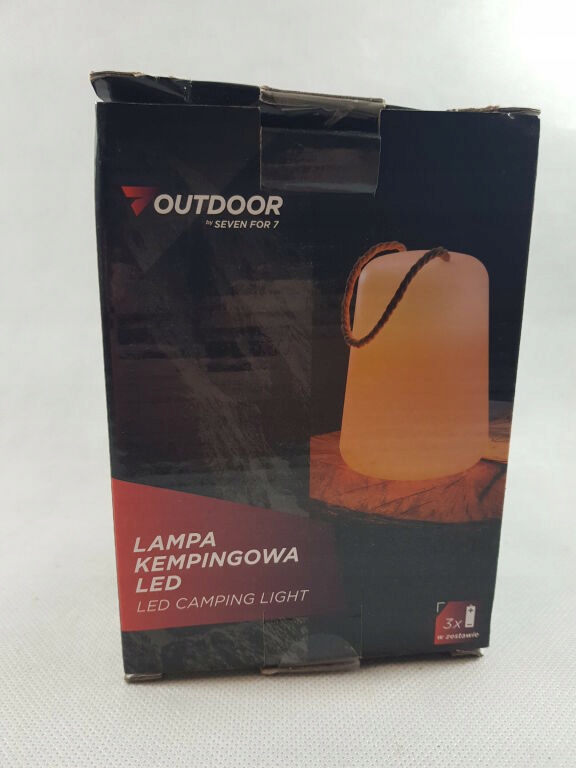 OUTDOOR
by SEVEN FOR 7
LAMPA
KEMPINGOWA
LED
LED CAMPING LIGHT
3x
w zestawie